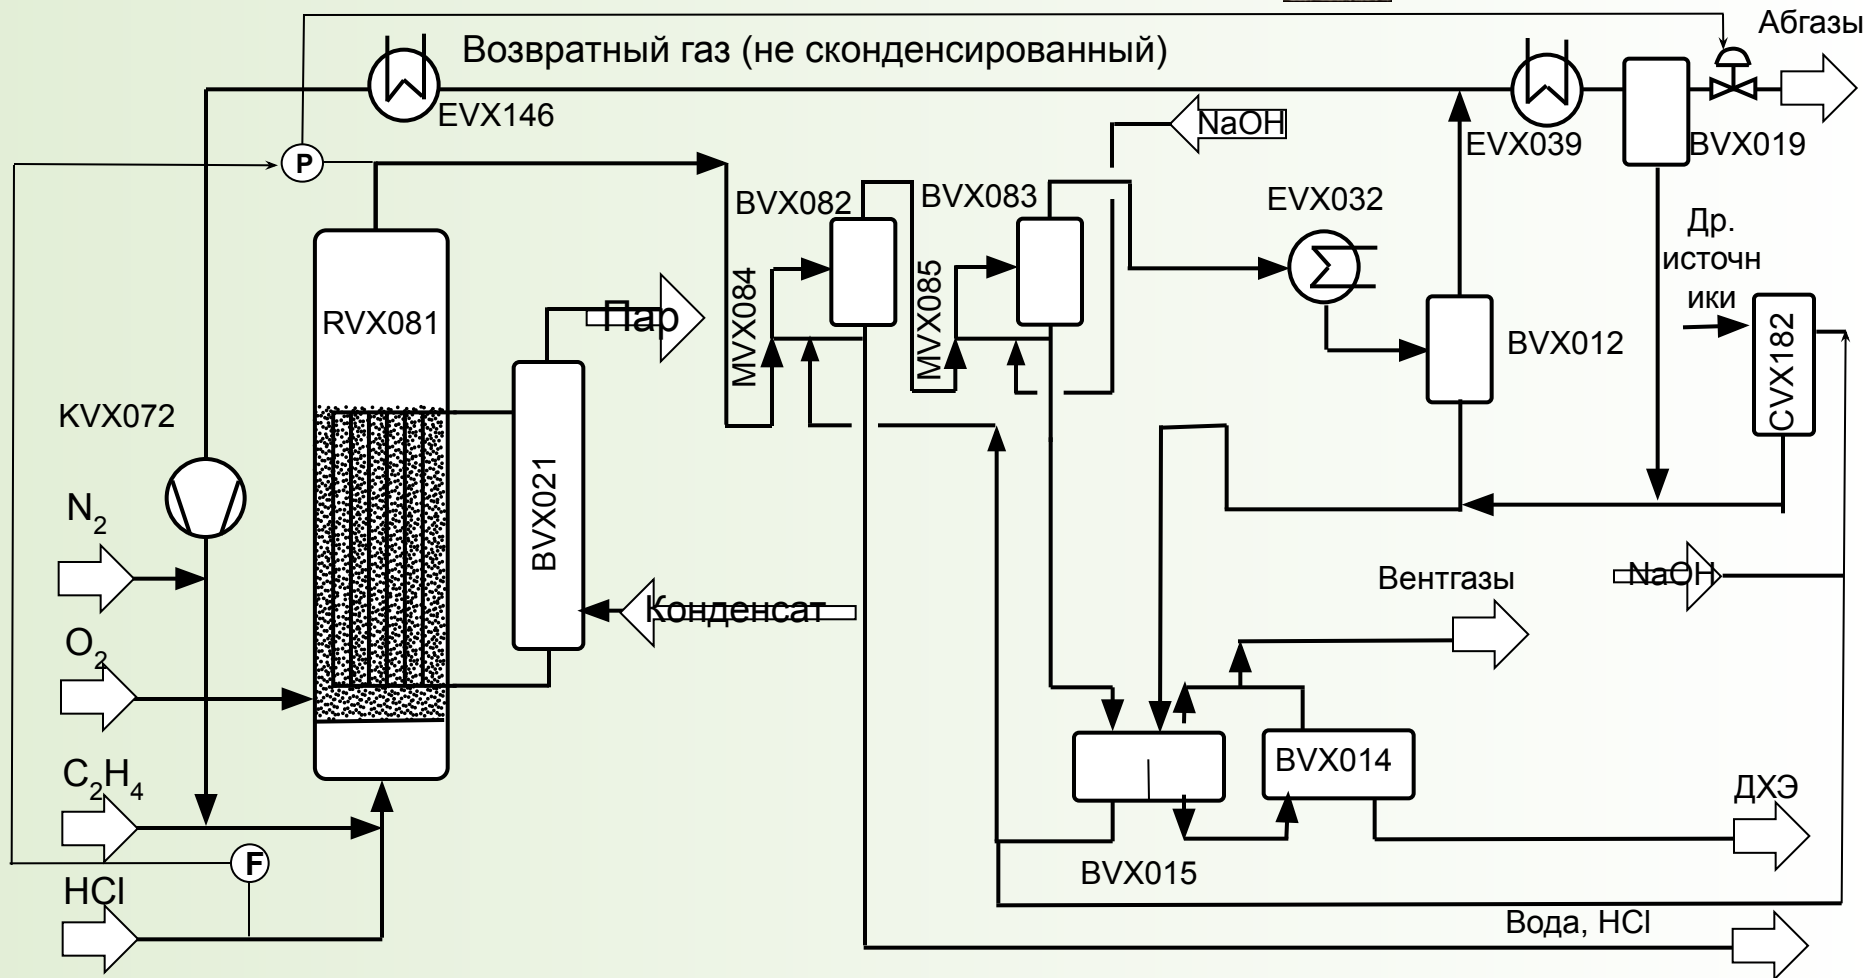 Абгазы
Возвратный газ (не сконденсированный)
EVX146
NaOH
EVX039
BVX019
P
BVX082
BVX083
EVX032
Др.
источн
ики
RVX081
Пар
MVX084
MVX085
BVX012
CVX182
KVX072
BVX021
N2
Вентгазы
NaOH
Конденсат
O2
BVX014
C2H4
ДХЭ
F
BVX015
HCl
Вода, HCl